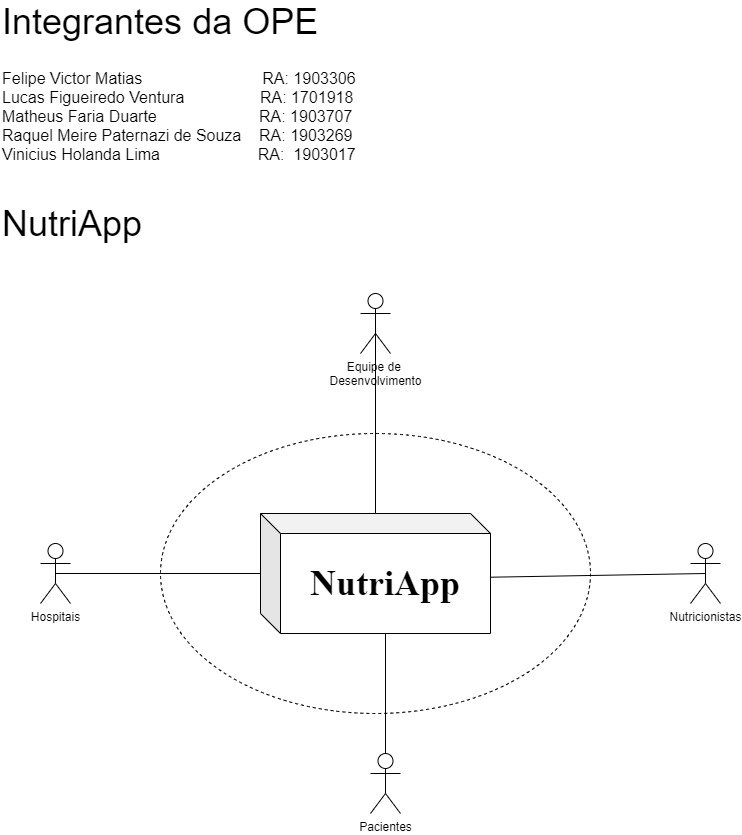 Integrantes da OPE
Felipe Victor Matias RA: 1903306
Lucas Figueiredo Ventura RA: 1701918
Matheus Faria Duarte RA: 1903707
Raquel Meire Paternazi de Souza RA: 1903269
Vinicius Holanda Lima RA: 1903017
NutriApp
Equipe de
Desenvolvimento
NutriApp
Hospitais
Nutricionistas
Pacientes